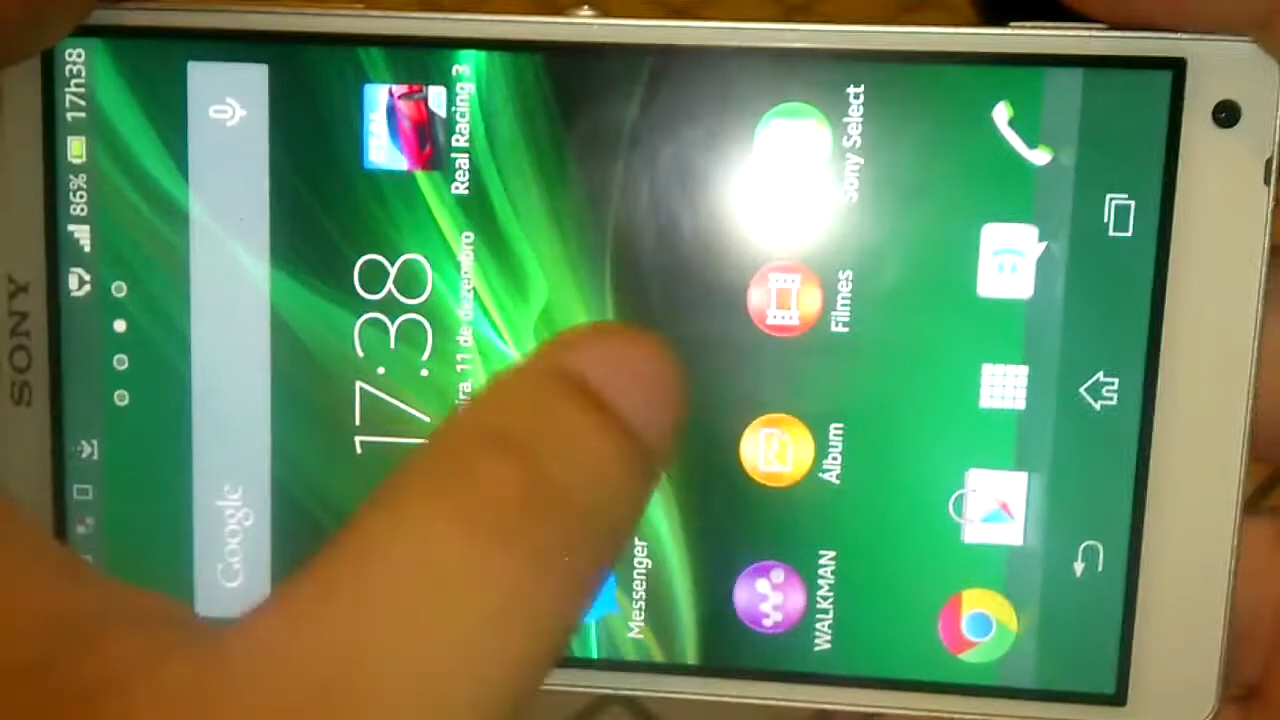 SONY
86% 17h38
Google
17:38
11 de dezembro
Real Racing 3
Messenger
WALKMAN
Álbum
Filmes
Sony Select